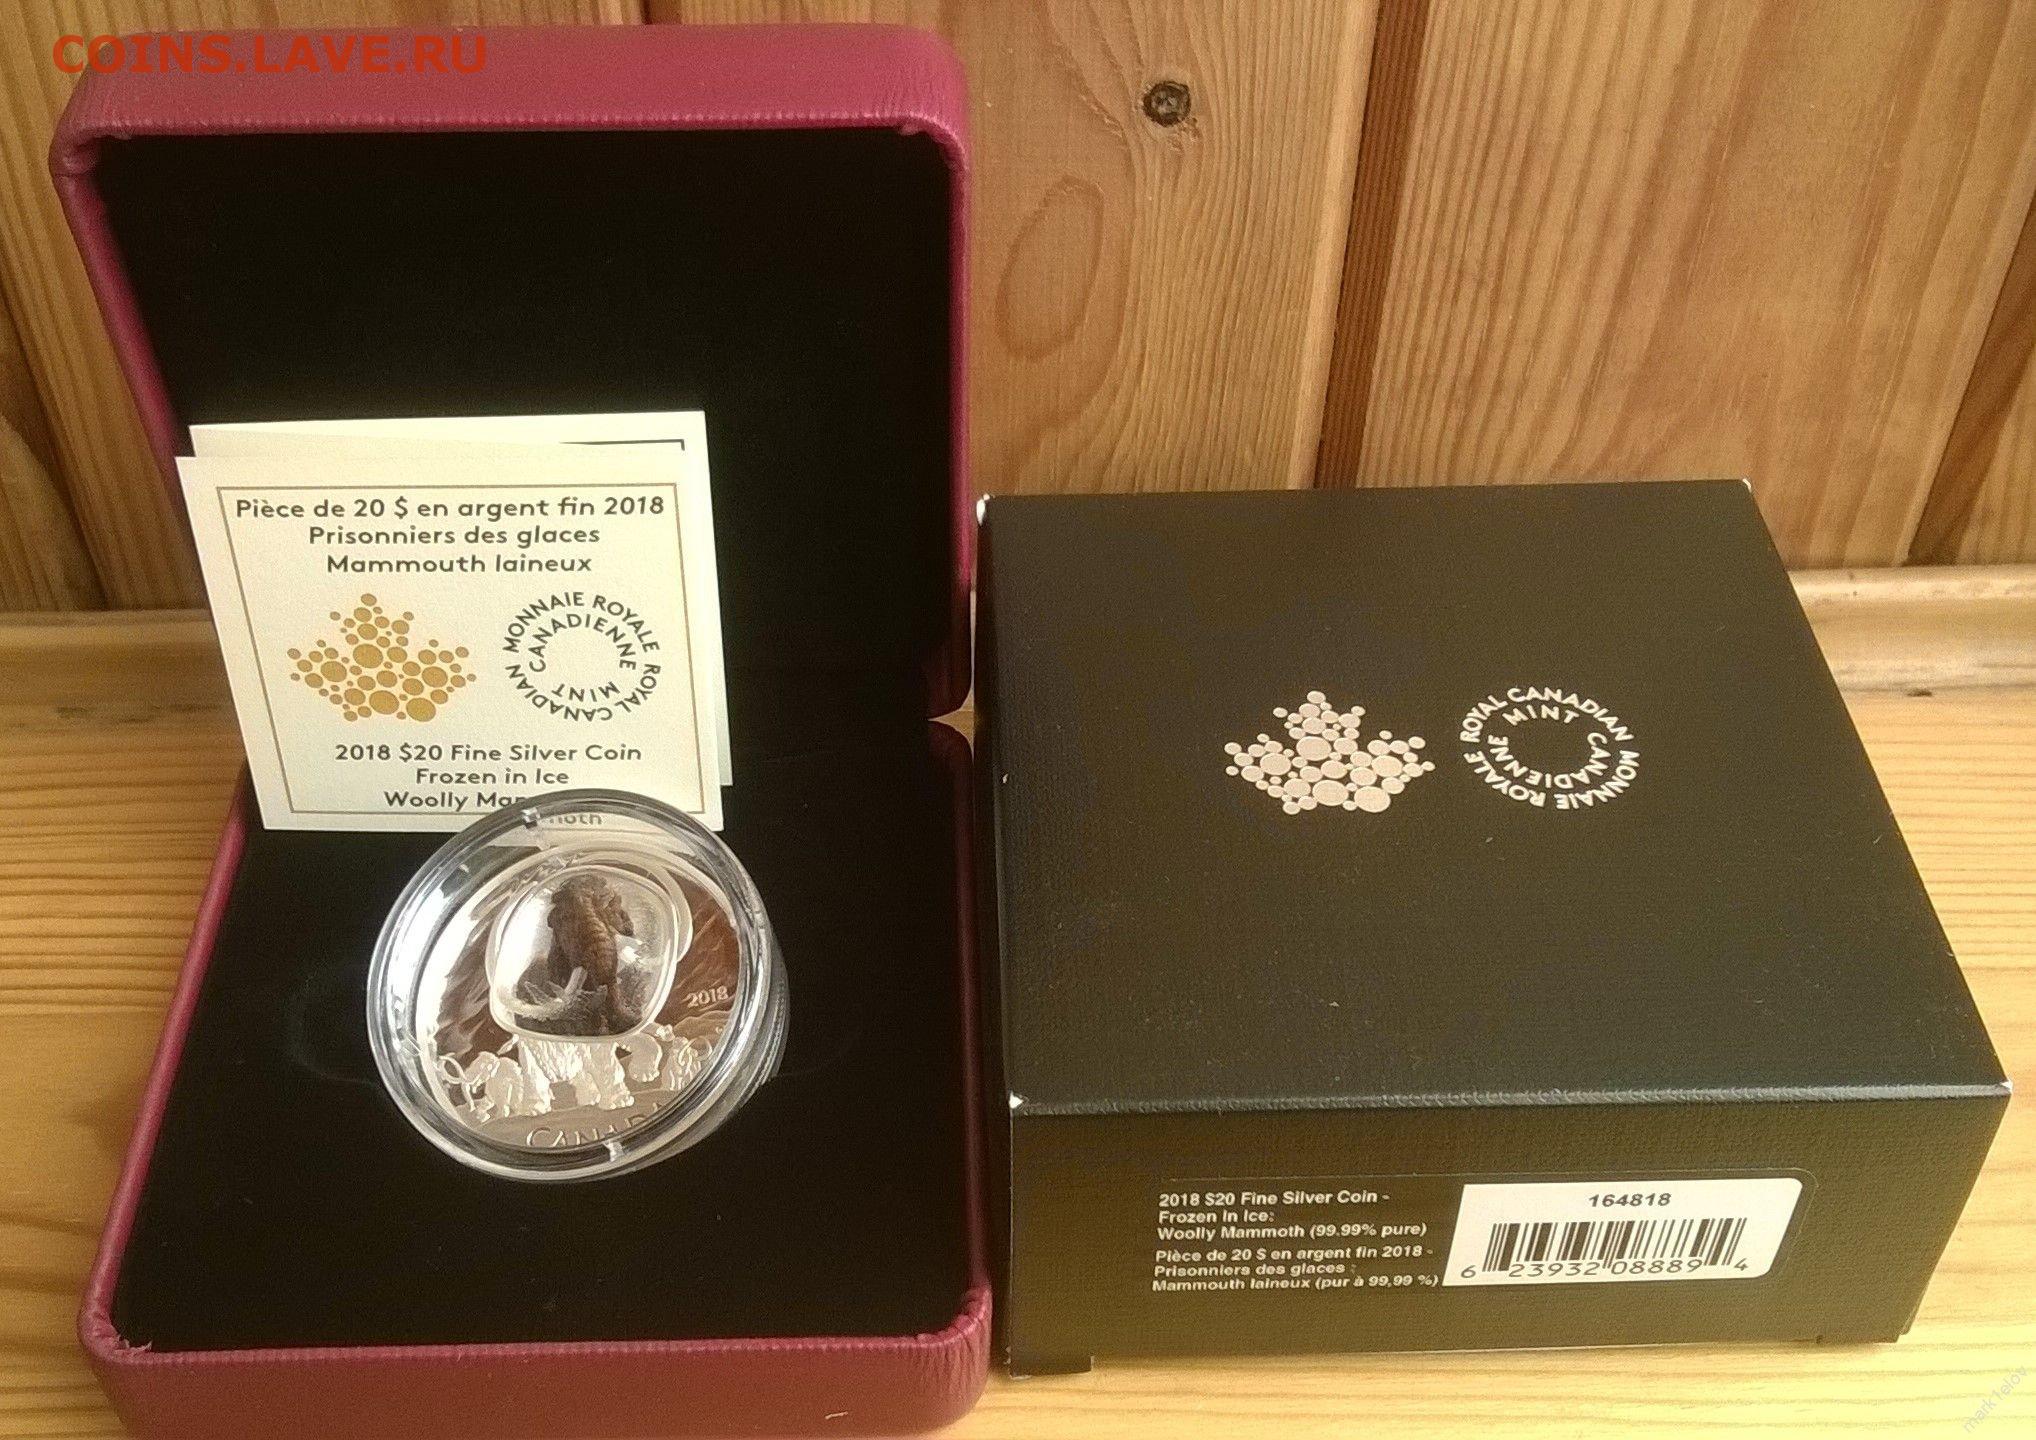 COINS.LAVE.RU
Pièce de 20 $ en argent fin 2018
Prisonniers des glaces
Mammouth laineux
MONNAIE ROYALE CANADIENNE
ROYAL CANADIAN MINT
2018 $20 Fine Silver Coin
Frozen in Ice
Woolly Mammoth
2018
CANADA
ROYAL CANADIAN MINT
MONNAIE ROYALE CANADIENNE
2018 $20 Fine Silver Coin -
Frozen in Ice:
Woolly Mammoth (99.99% pure)
Pièce de 20 $ en argent fin 2018 -
Prisonniers des glaces :
Mammouth laineux (pur à 99,99 %)
164818
6 23932 08889 4